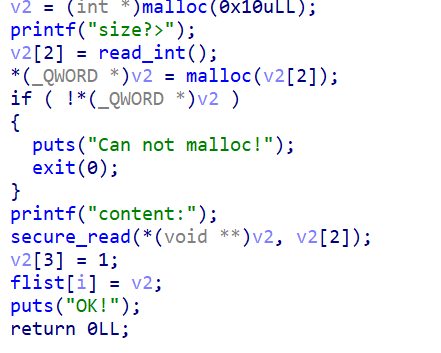 v2 = (int *)malloc(0x10uLL);
printf("size?>");
v2[2] = read_int();
*(_QWORD *)v2 = malloc(v2[2]);
if ( !*(_QWORD *)v2 )
{
puts("Can not malloc!");
exit(0);
}
printf("content:");
secure_read(*(void **)v2, v2[2]);
v2[3] = 1;
flist[i] = v2;
puts("OK!");
return 0LL;